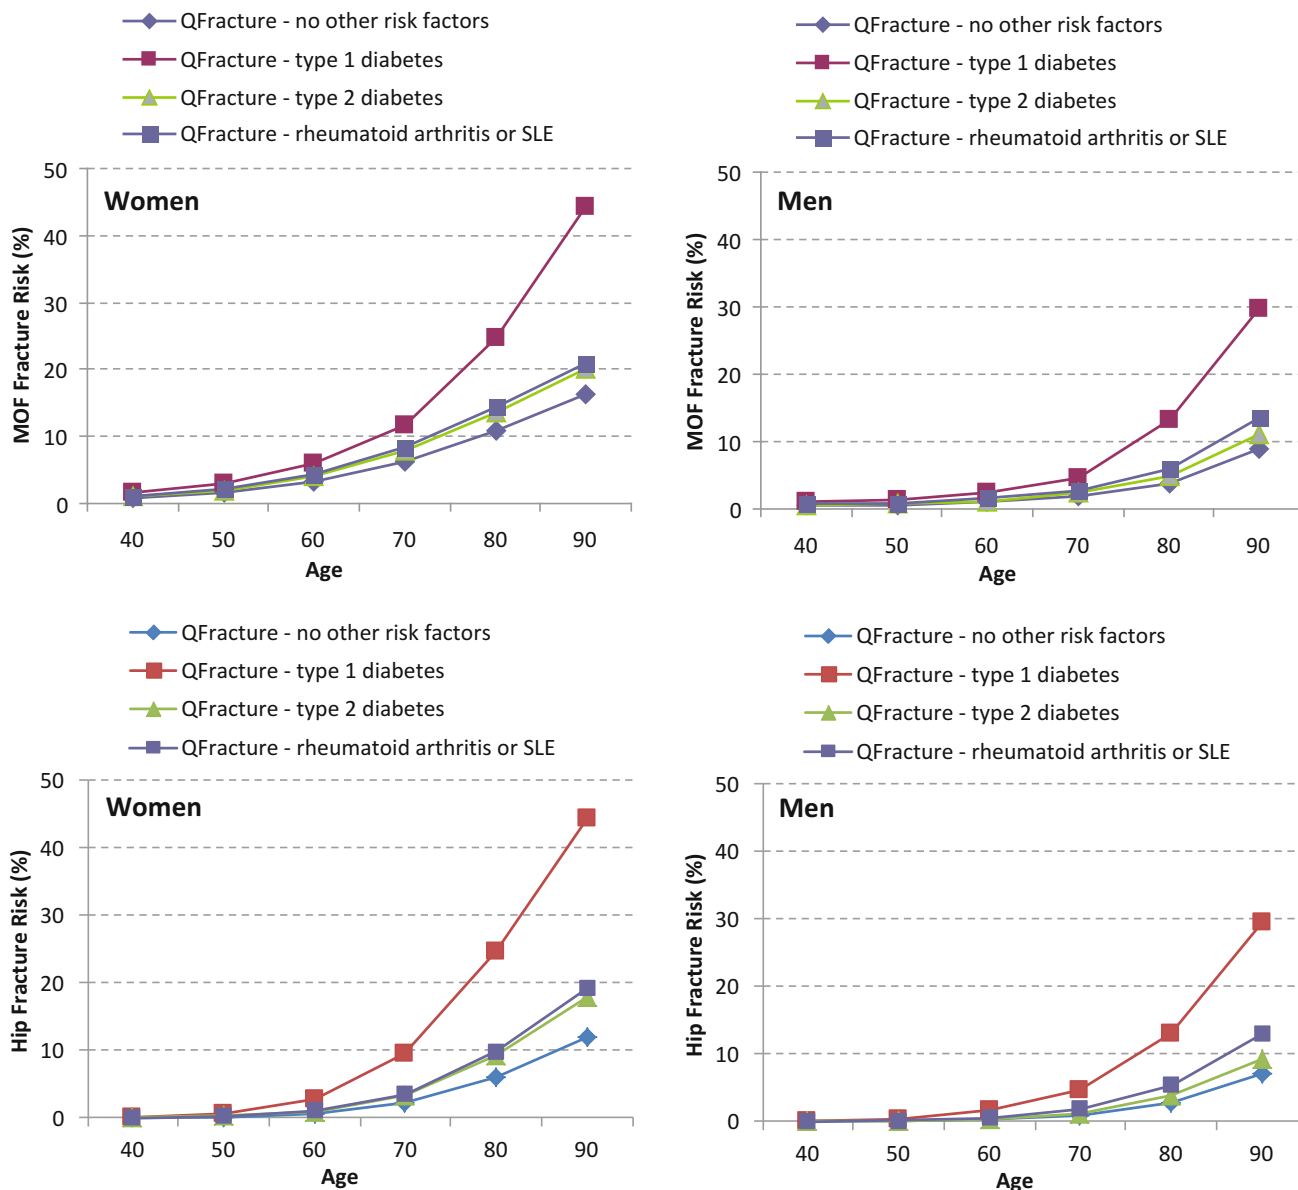 QFracture - no other risk factors
QFracture - type 1 diabetes
QFracture - type 2 diabetes
QFracture - rheumatoid arthritis or SLE
50
40
30
20
10
0
MOF Fracture Risk (%)
Women
40 50 60 70 80 90
Age
QFracture - no other risk factors
QFracture - type 1 diabetes
QFracture - type 2 diabetes
QFracture - rheumatoid arthritis or SLE
50
40
30
20
10
0
MOF Fracture Risk (%)
Men
40 50 60 70 80 90
Age
QFracture - no other risk factors
QFracture - type 1 diabetes
QFracture - type 2 diabetes
QFracture - rheumatoid arthritis or SLE
50
40
30
20
10
0
Hip Fracture Risk (%)
Women
40 50 60 70 80 90
Age
QFracture - no other risk factors
QFracture - type 1 diabetes
QFracture - type 2 diabetes
QFracture - rheumatoid arthritis or SLE
50
40
30
20
10
0
Hip Fracture Risk (%)
Men
40 50 60 70 80 90
Age